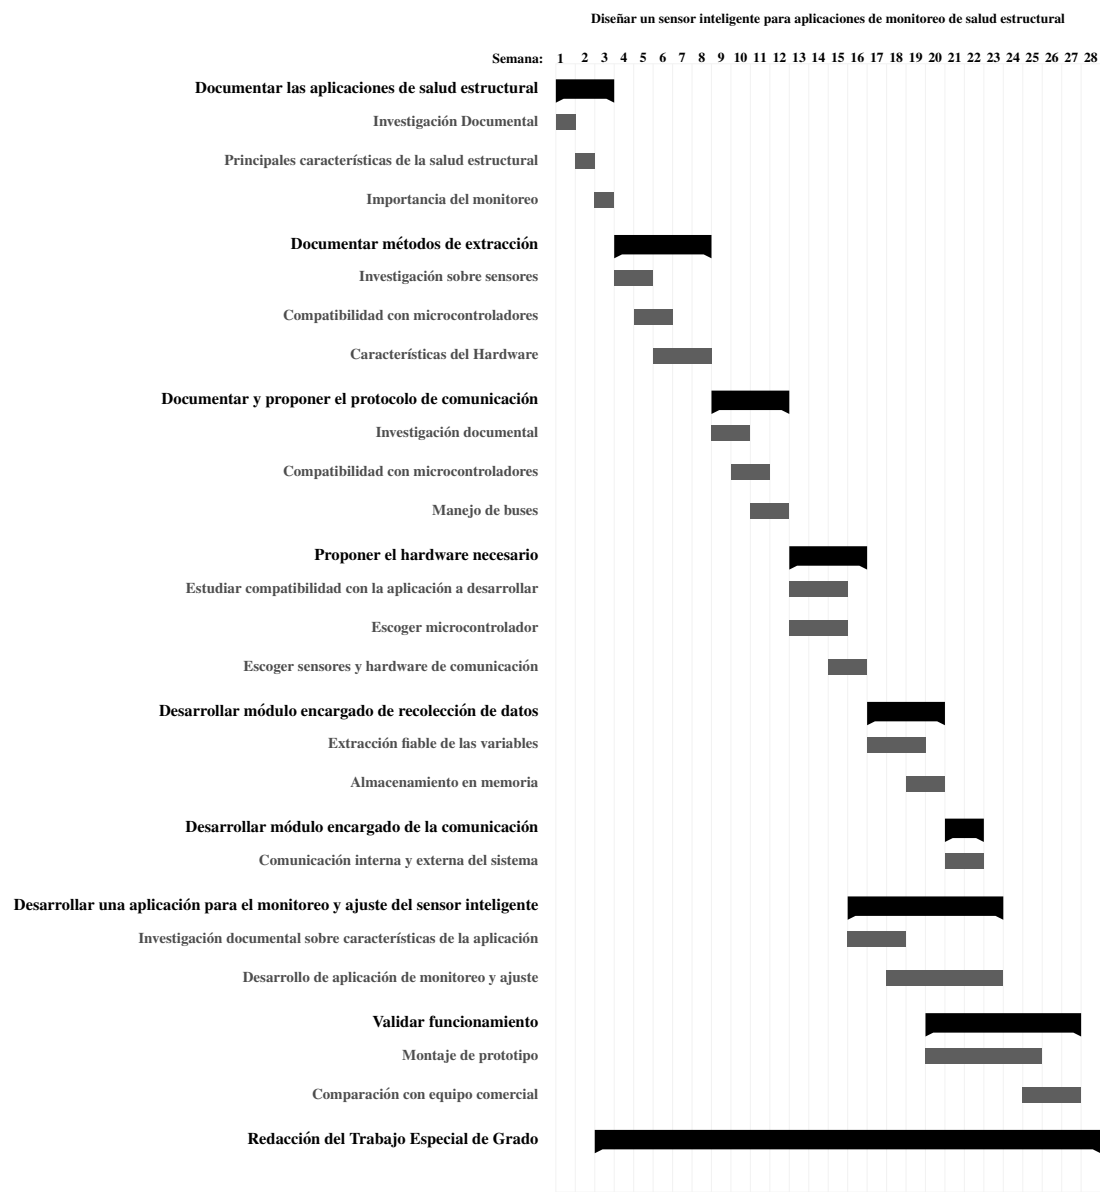 Diseñar un sensor inteligente para aplicaciones de monitoreo de salud estructural
Semana: 1 2 3 4 5 6 7 8 9 10 11 12 13 14 15 16 17 18 19 20 21 22 23 24 25 26 27 28
Documentar las aplicaciones de salud estructural
Investigación Documental
Principales características de la salud estructural
Importancia del monitoreo
Documentar métodos de extracción
Investigación sobre sensores
Compatibilidad con microcontroladores
Características del Hardware
Documentar y proponer el protocolo de comunicación
Investigación documental
Compatibilidad con microcontroladores
Manejo de buses
Proponer el hardware necesario
Estudiar compatibilidad con la aplicación a desarrollar
Escoger microcontrolador
Escoger sensores y hardware de comunicación
Desarrollar módulo encargado de recolección de datos
Extracción fiable de las variables
Almacenamiento en memoria
Desarrollar módulo encargado de la comunicación
Comunicación interna y externa del sistema
Desarrollar una aplicación para el monitoreo y ajuste del sensor inteligente
Investigación documental sobre características de la aplicación
Desarrollo de aplicación de monitoreo y ajuste
Validar funcionamiento
Montaje de prototipo
Comparación con equipo comercial
Redacción del Trabajo Especial de Grado